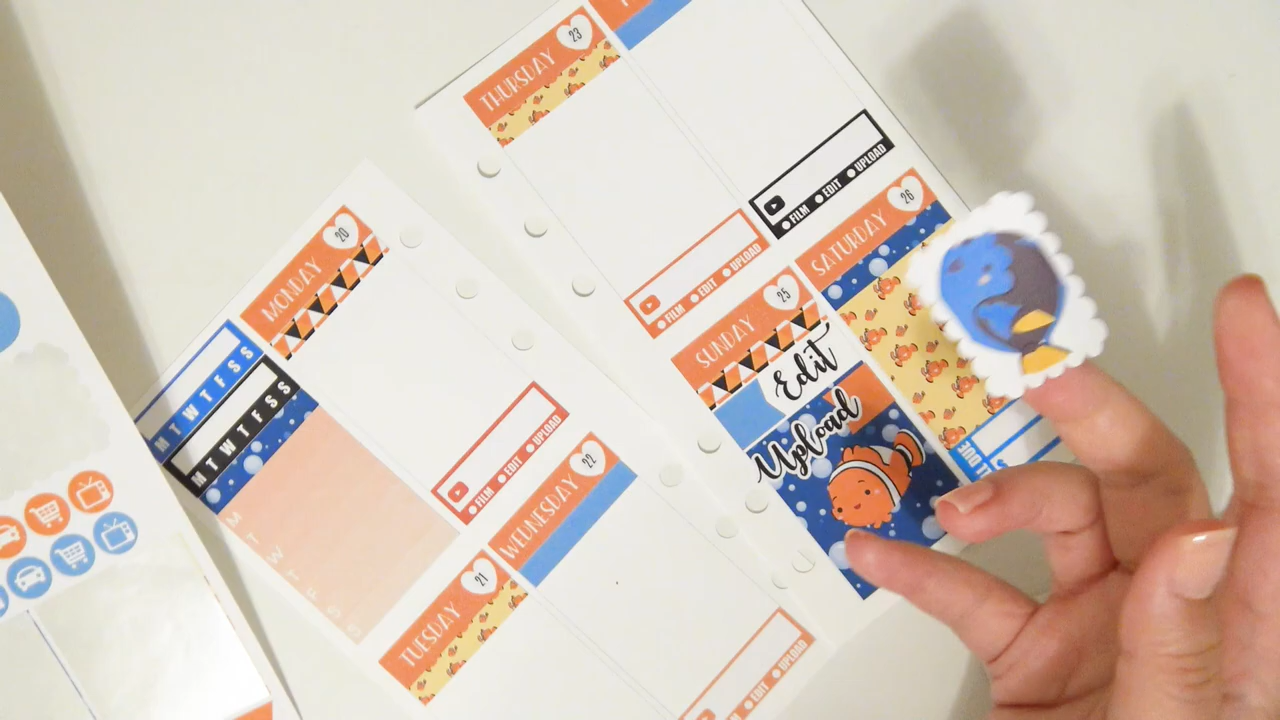 MONDAY 20
M T W T F S S
M T W T F S S
M T W T F S S
FILM EDIT UPLOAD
TUESDAY 21
WEDNESDAY 22
EDIT UPLOAD
THURSDAY 23
FILM EDIT UPLOAD
FILM EDIT UPLOAD
SUNDAY 25
Edit
Upload
SATURDAY 26
DUE